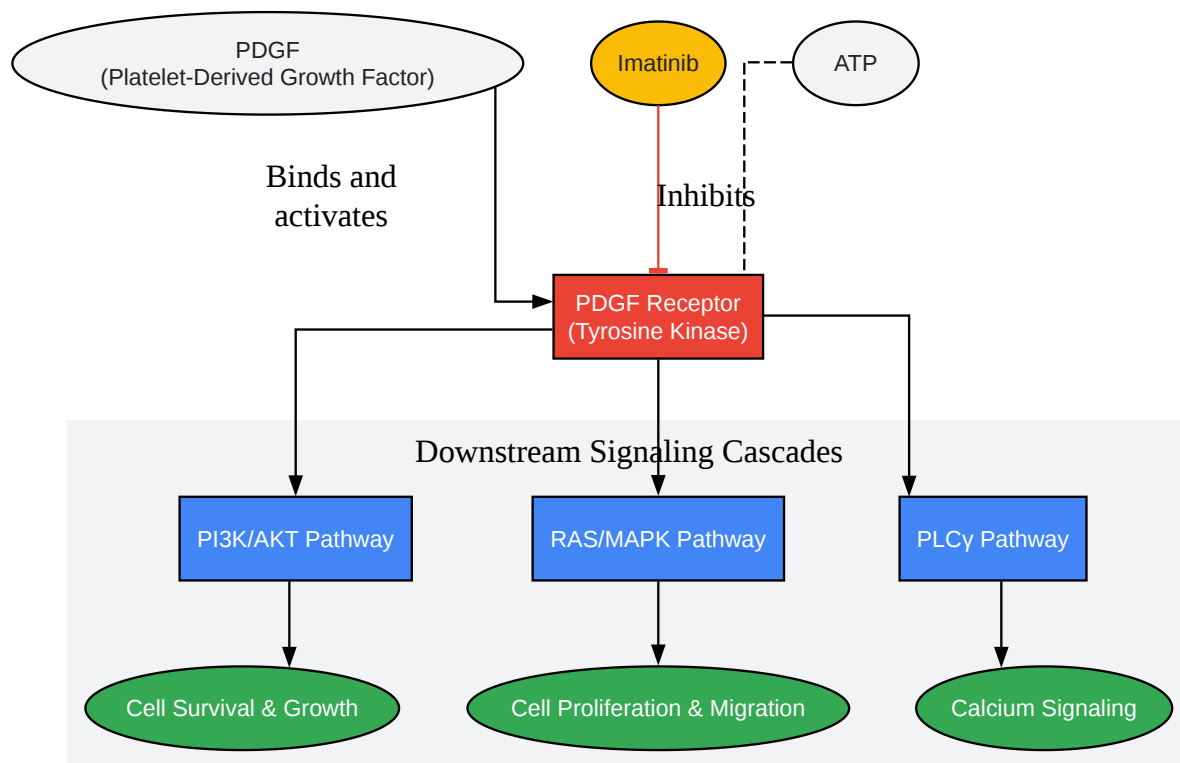 PDGF
(Platelet-Derived Growth Factor)
Imatinib
ATP
Binds and
activates
Inhibits
PDGF Receptor
(Tyrosine Kinase)
Downstream Signaling Cascades
PI3K/AKT Pathway
RAS/MAPK Pathway
PLCγ Pathway
Cell Survival & Growth
Cell Proliferation & Migration
Calcium Signaling